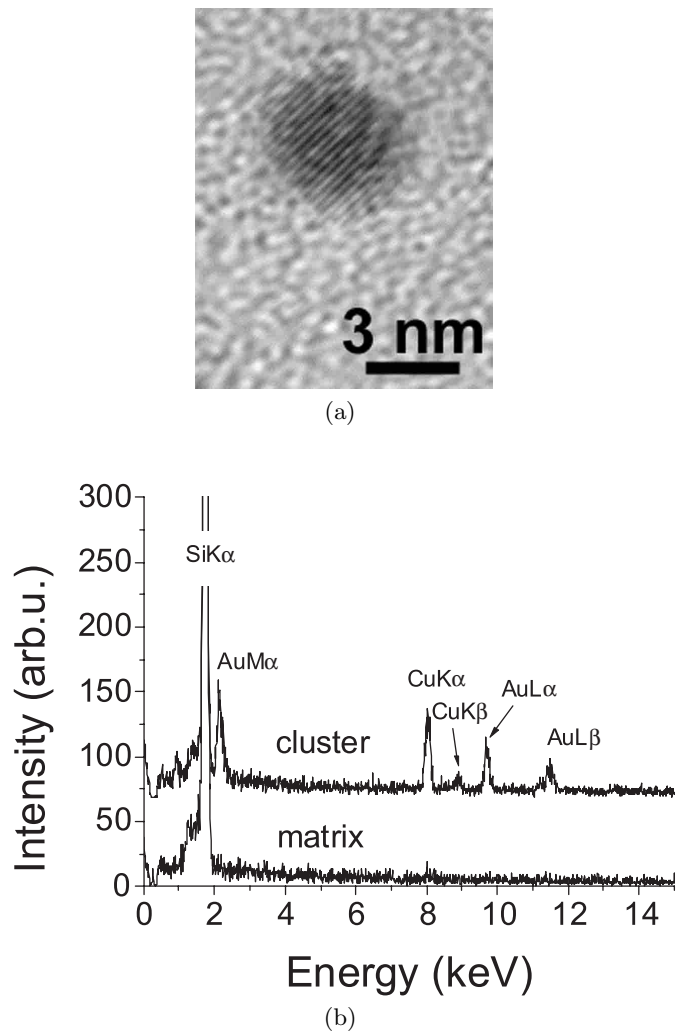 3 nm
(a)
300
250
200
150
100
50
0
Intensity (arb.u.)
SiKα
AuMα
CuKα
CuKβ
AuLα
AuLβ
cluster
matrix
0 2 4 6 8 10 12 14
Energy (keV)
(b)